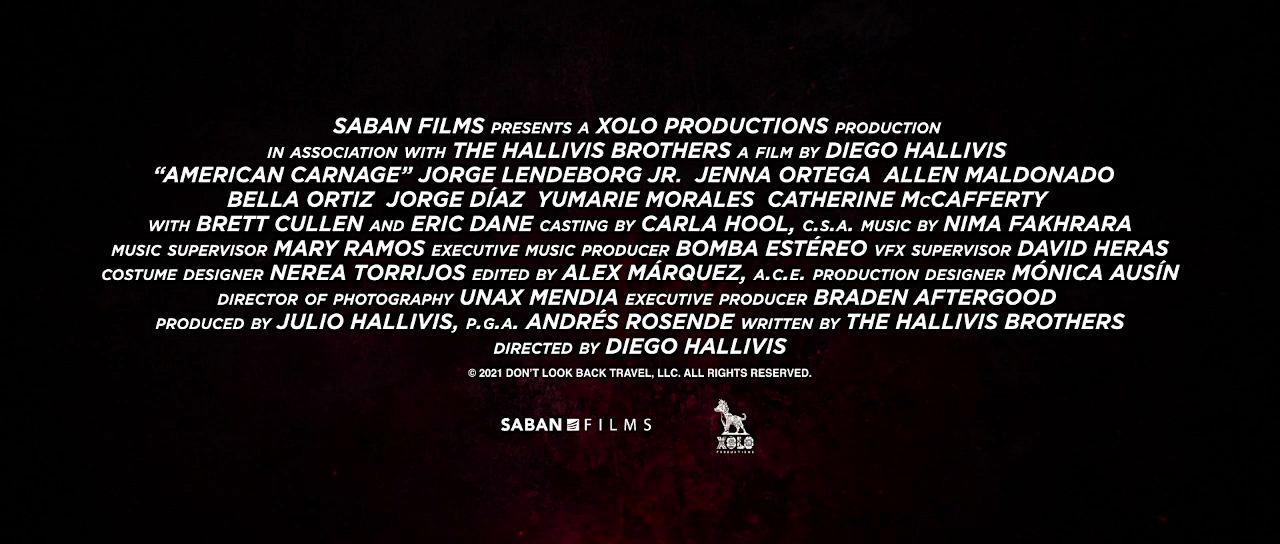 SABAN FILMS PRESENTS A XOLO PRODUCTIONS PRODUCTION
IN ASSOCIATION WITH THE HALLIVIS BROTHERS A FILM BY DIEGO HALLIVIS
“AMERICAN CARNAGE” JORGE LENDEBORG JR. JENNA ORTEGA ALLEN MALDONADO
BELLA ORTIZ JORGE DÍAZ YUMARIE MORALES CATHERINE McCAFFERTY
WITH BRETT CULLEN AND ERIC DANE CASTING BY CARLA HOOL, C.S.A. MUSIC BY NIMA FAKHRARA
MUSIC SUPERVISOR MARY RAMOS EXECUTIVE MUSIC PRODUCER BOMBA ESTÉREO VFX SUPERVISOR DAVID HERAS
COSTUME DESIGNER NEREA TORRIJOS EDITED BY ALEX MÁRQUEZ, A.C.E. PRODUCTION DESIGNER MÓNICA AUSÍN
DIRECTOR OF PHOTOGRAPHY UNAX MENDIA EXECUTIVE PRODUCER BRADEN AFTERGOOD
PRODUCED BY JULIO HALLIVIS, P.G.A. ANDRÉS ROSENDE WRITTEN BY THE HALLIVIS BROTHERS
DIRECTED BY DIEGO HALLIVIS
© 2021 DON'T LOOK BACK TRAVEL, LLC. ALL RIGHTS RESERVED.
SABAN FILMS
XOLO
PRODUCTIONS